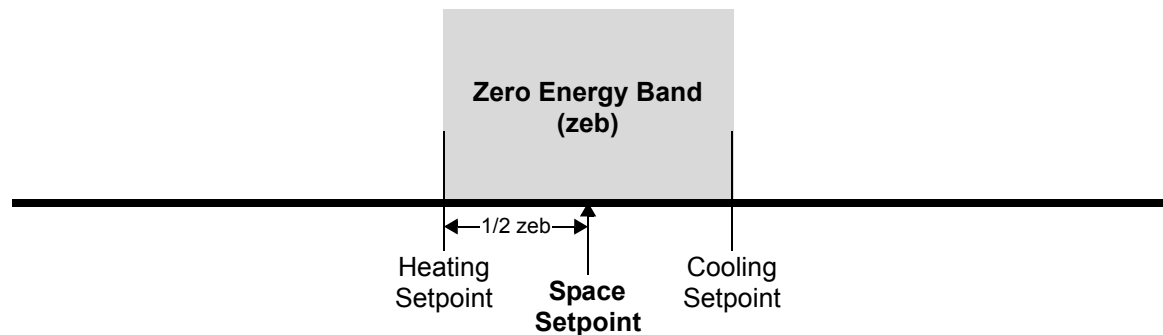 Zero Energy Band
(zeb)
1/2 zeb
Heating
Setpoint
Space
Setpoint
Cooling
Setpoint